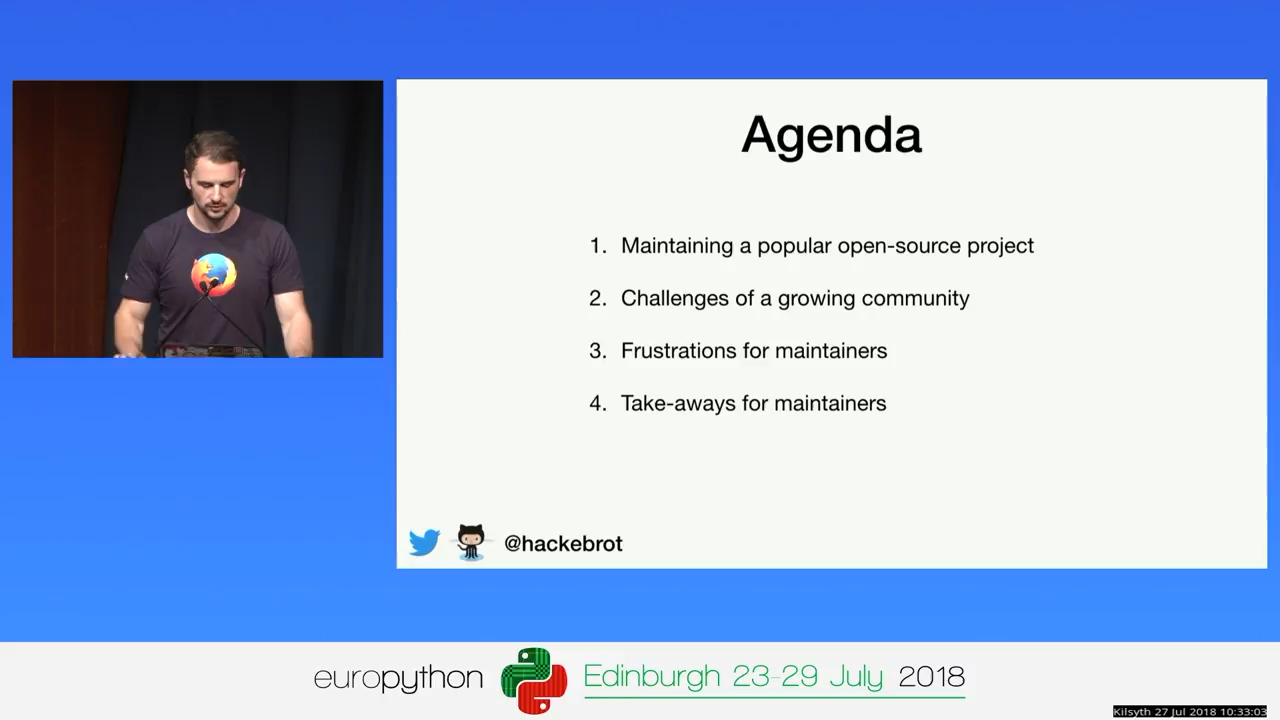 Agenda
1. Maintaining a popular open-source project
2. Challenges of a growing community
3. Frustrations for maintainers
4. Take-aways for maintainers
@hackebrot
europython Edinburgh 23-29 July 2018
Kilsyth 27 Jul 2018 10:33:03